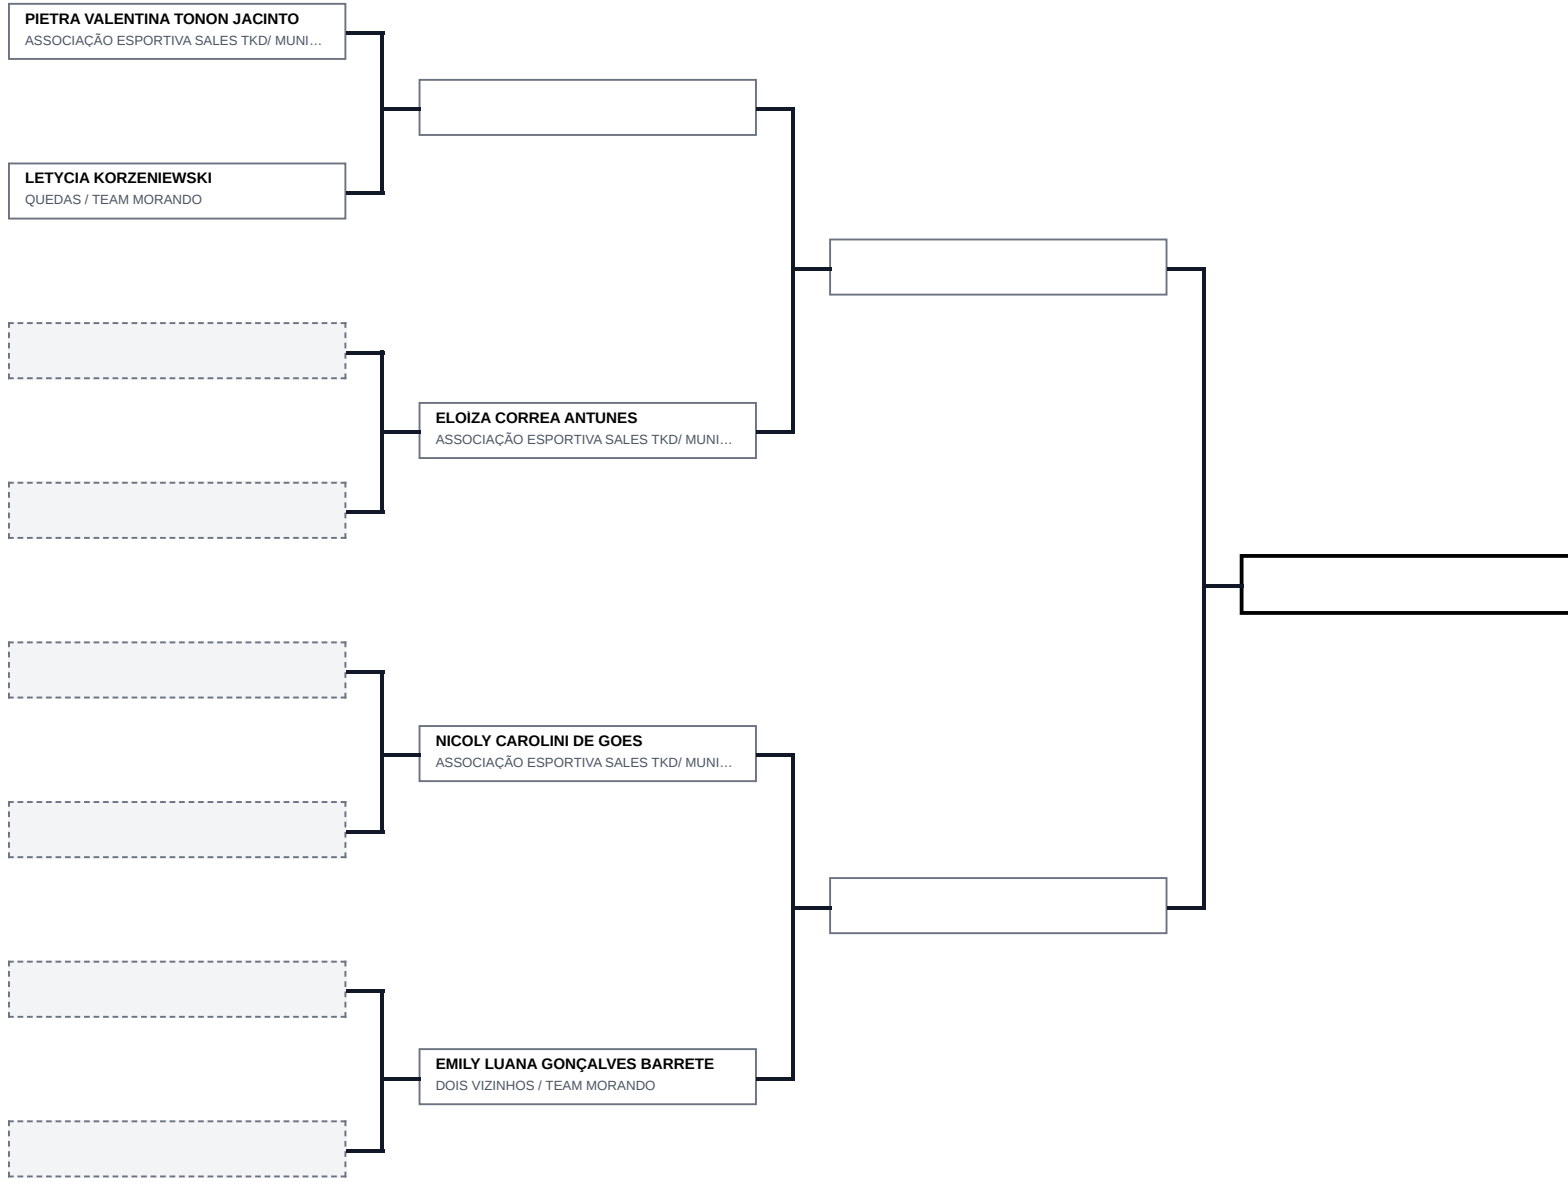 PIETRA VALENTINA TONON JACINTO
ASSOCIAÇÃO ESPORTIVA SALES TKD/ MUNI…
LETYCIA KORZENIEWSKI
QUEDAS / TEAM MORANDO
ELOÍZA CORREA ANTUNES
ASSOCIAÇÃO ESPORTIVA SALES TKD/ MUNI…
NICOLY CAROLINI DE GOES
ASSOCIAÇÃO ESPORTIVA SALES TKD/ MUNI…
EMILY LUANA GONÇALVES BARRETE
DOIS VIZINHOS / TEAM MORANDO